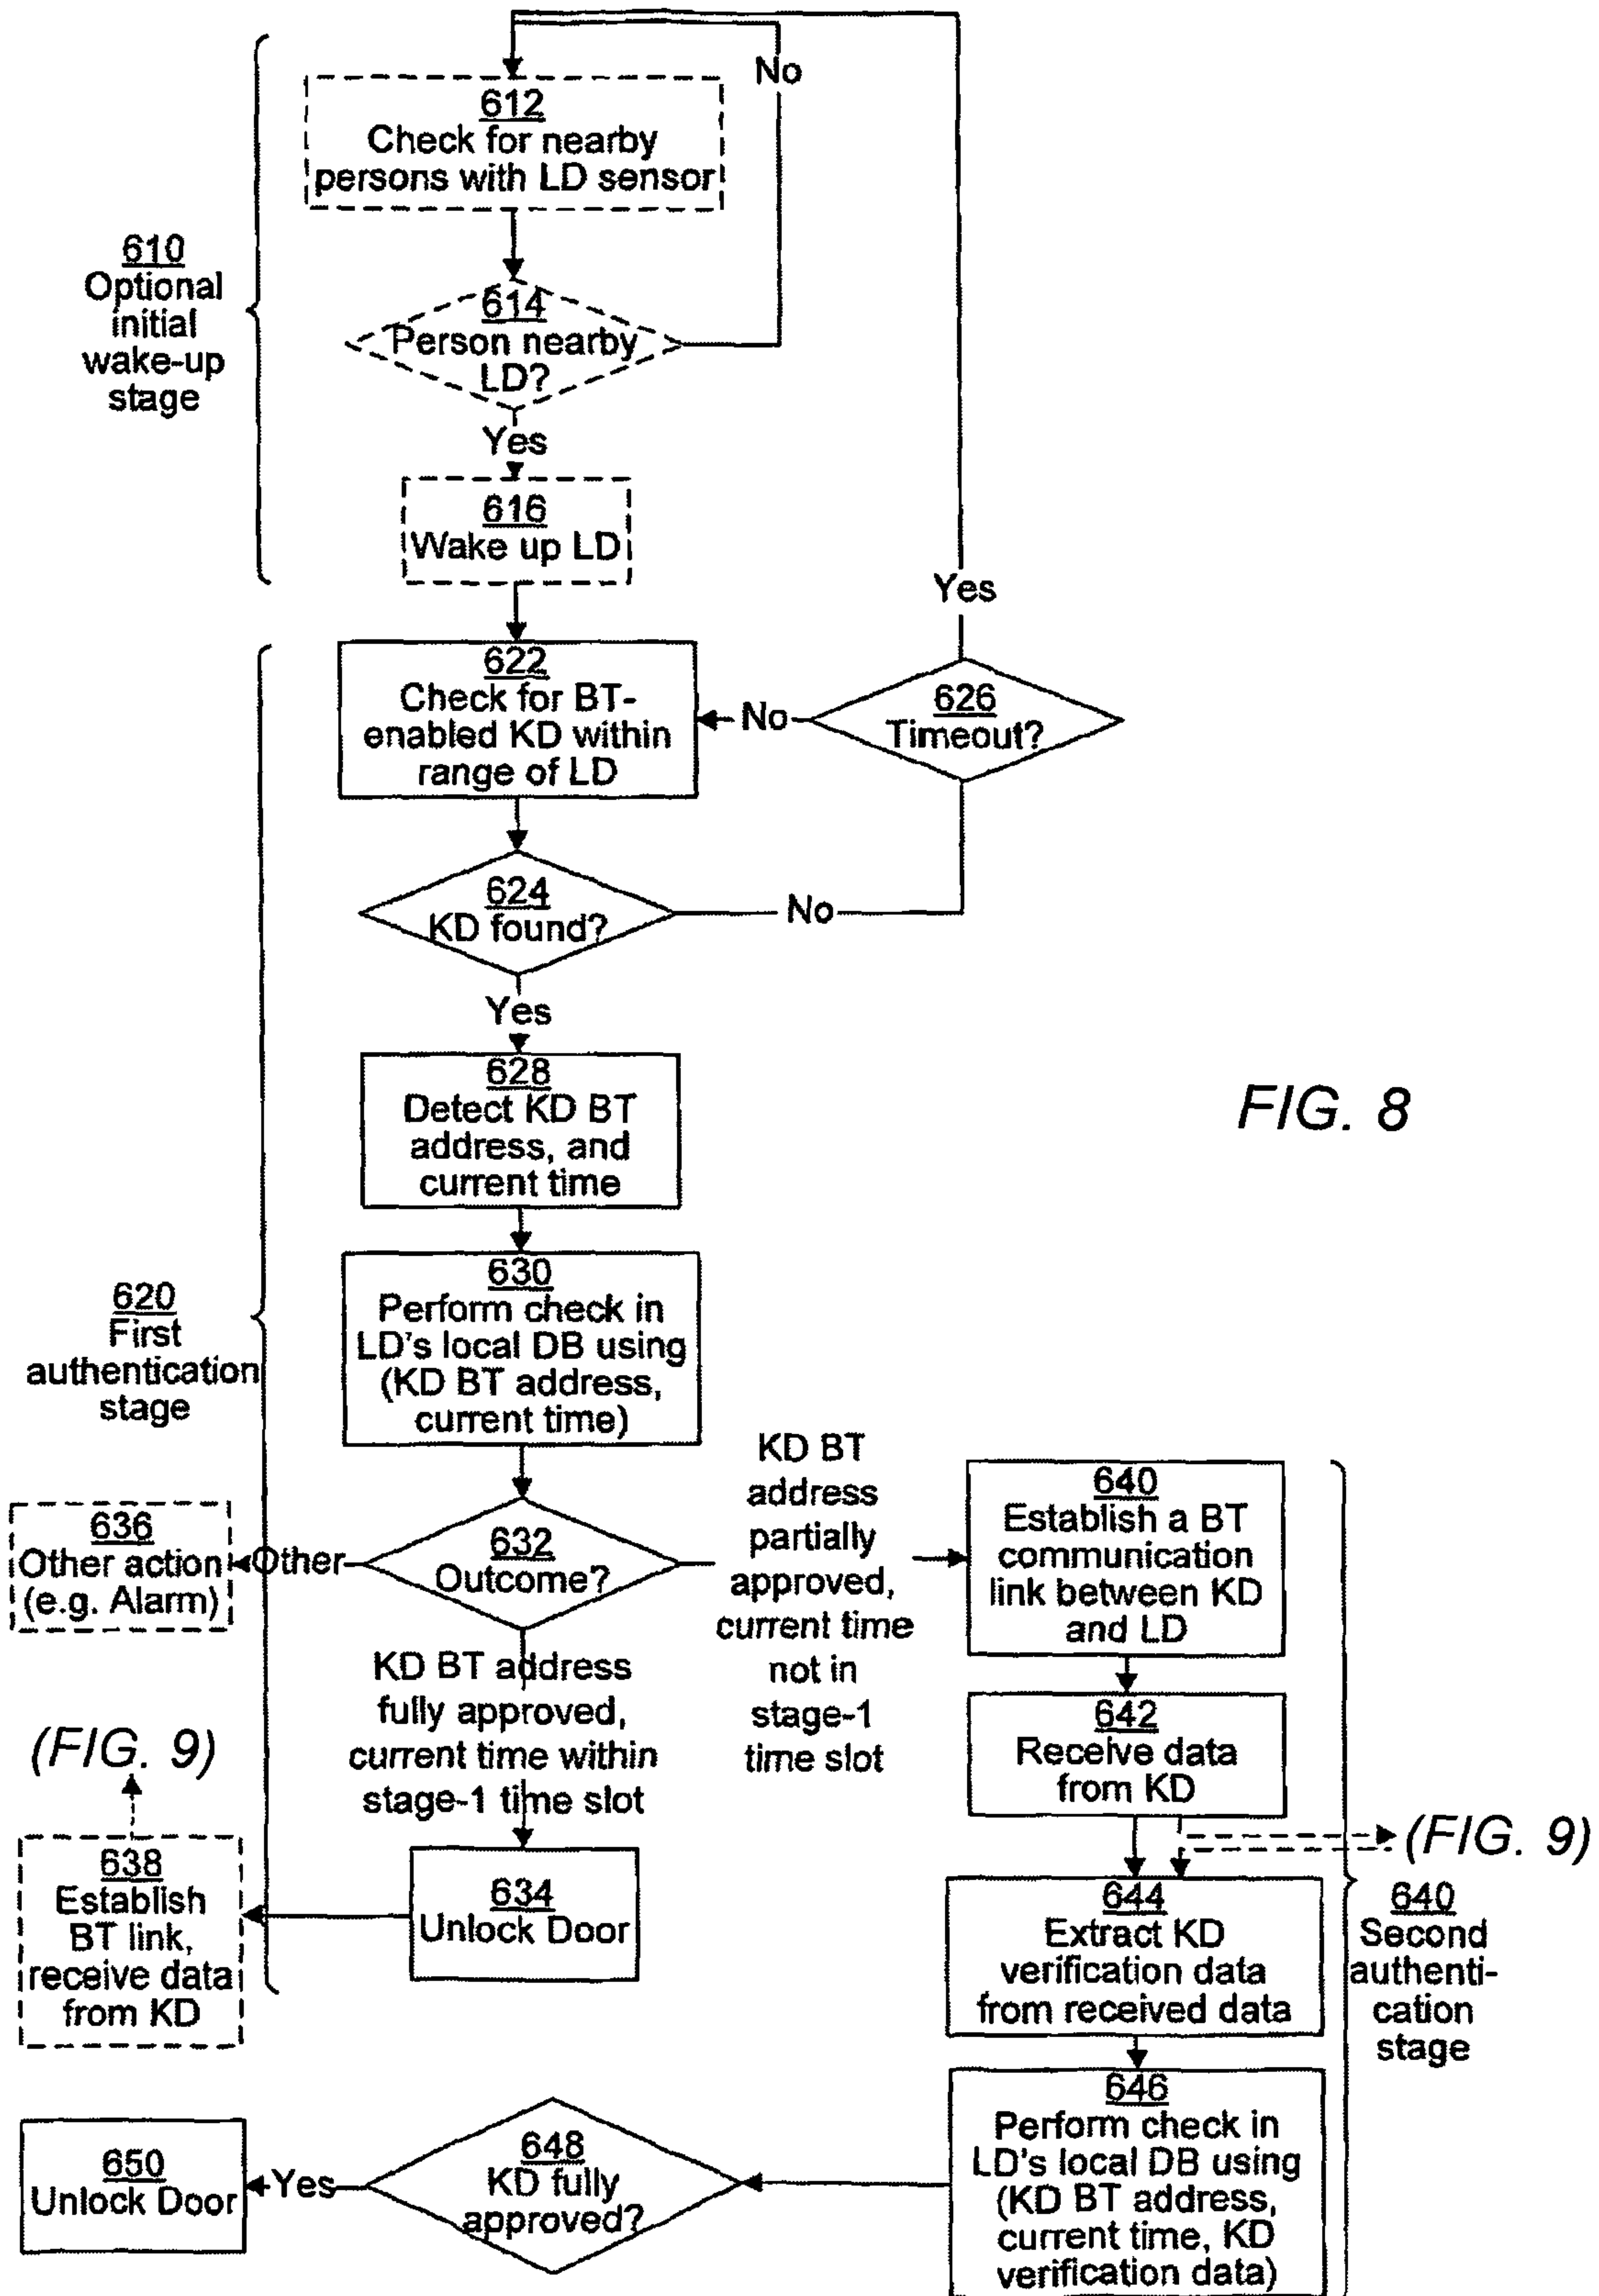 No
612
Check for nearby
persons with LD sensor
610
Optional
initial
wake-up
stage
614
Person nearby
LD?
Yes
616
Wake up LD
Yes
622
Check for BT-
enabled KD within
range of LD
No
626
Timeout?
624
KD found?
No
Yes
628
Detect KD BT
address, and
current time
FIG. 8
630
Perform check in
LD's local DB using
(KD BT address,
current time)
620
First
authentication
stage
636
Other action
(e.g. Alarm)
Other
632
Outcome?
KD BT
address
partially
approved,
current time
not in
stage-1
time slot
640
Establish a BT
communication
link between KD
and LD
KD BT address
fully approved,
current time within
stage-1 time slot
642
Receive data
from KD
(FIG. 9)
(FIG. 9)
638
Establish
BT link,
receive data
from KD
634
Unlock Door
644
Extract KD
verification data
from received data
640
Second
authenti-
cation
stage
646
Perform check in
LD's local DB using
(KD BT address,
current time, KD
verification data)
648
KD fully
approved?
Yes
650
Unlock Door